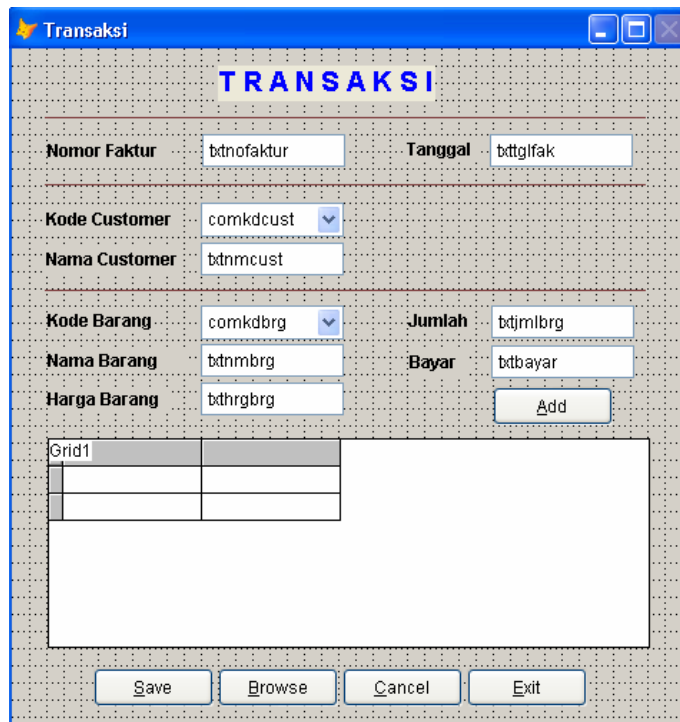 Transaksi
T R A N S A K S I
Nomor Faktur txtnofaktur Tanggal txttglfak
Kode Customer comkdcust
Nama Customer txtnmcust
Kode Barang comkdbrg Jumlah txtjmlbrg
Nama Barang txtnmbrg Bayar txtbayar
Harga Barang txthrgbrg Add
Grid1
Save Browse Cancel Exit